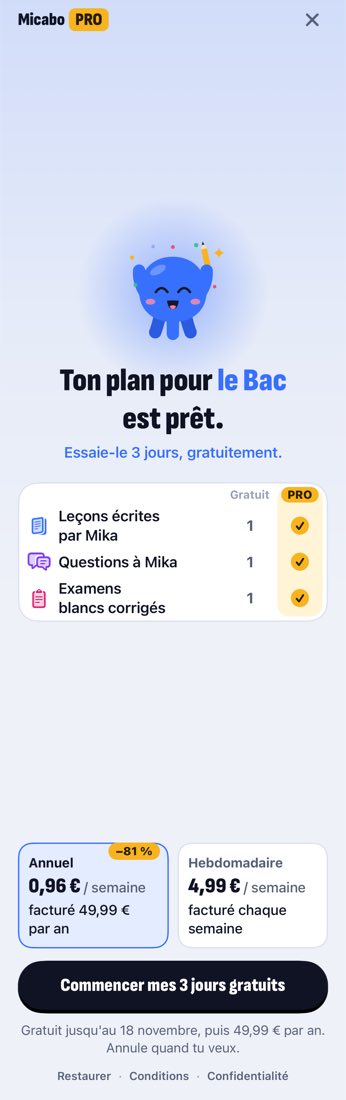 Micabo PRO
Ton plan pour le Bac
est prêt.
Essaie-le 3 jours, gratuitement.
Gratuit PRO
Leçons écrites
par Mika
1
Questions à Mika
1
Examens
blancs corrigés
1
−81 %
Annuel
0,96 € / semaine
facturé 49,99 €
par an
Hebdomadaire
4,99 € / semaine
facturé chaque
semaine
Commencer mes 3 jours gratuits
Gratuit jusqu'au 18 novembre, puis 49,99 € par an.
Annule quand tu veux.
Restaurer · Conditions · Confidentialité